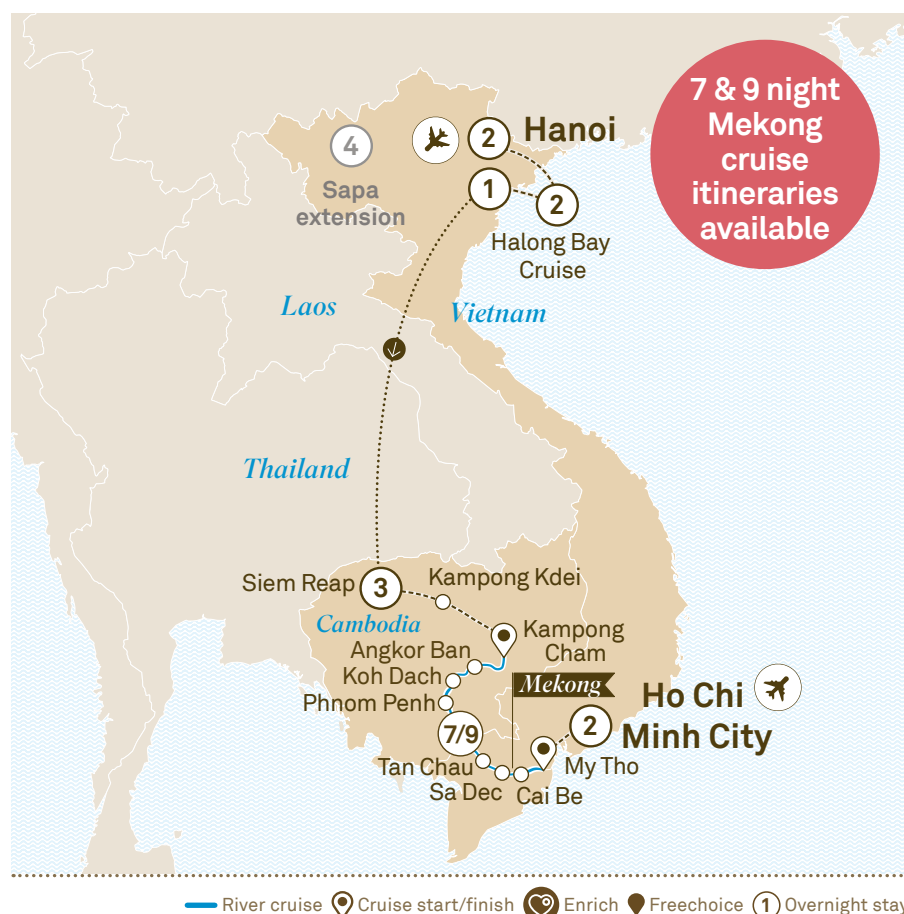 7 & 9 night
Mekong
cruise
itineraries
available
2
Hanoi
4
Sapa
extension
1
2
Halong Bay
Cruise
Laos
Vietnam
Thailand
Siem Reap
3
Kampong Kdei
Cambodia
Kampong
Cham
Angkor Ban
Koh Dach
Mekong
Phnom Penh
Ho Chi
Minh City
2
7/9
My Tho
Tan Chau
Sa Dec
Cai Be
River cruise
Cruise start/finish
Enrich
Freechoice
1
Overnight stay